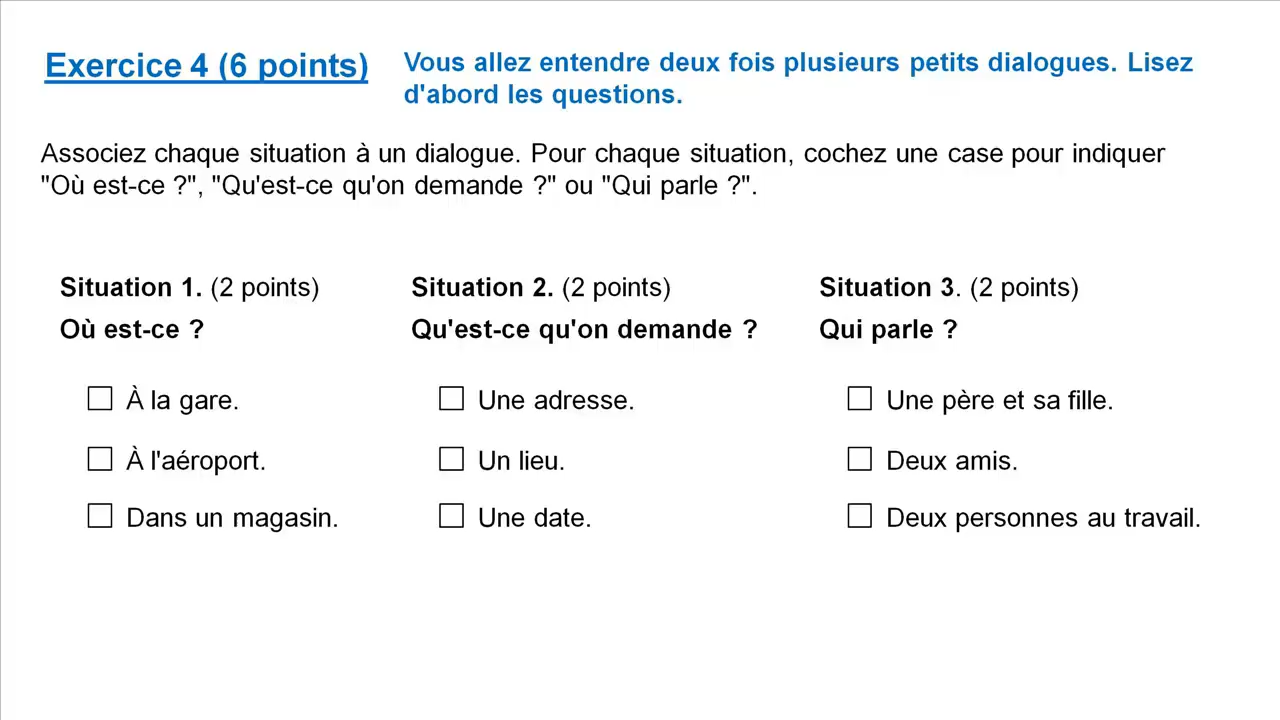 Exercice 4 (6 points)
Vous allez entendre deux fois plusieurs petits dialogues. Lisez
d'abord les questions.
Associez chaque situation à un dialogue. Pour chaque situation, cochez une case pour indiquer
"Où est-ce ?", "Qu'est-ce qu'on demande ?" ou "Qui parle ?".
Situation 1. (2 points)
Où est-ce ?
À la gare.
À l'aéroport.
Dans un magasin.
Situation 2. (2 points)
Qu'est-ce qu'on demande ?
Une adresse.
Un lieu.
Une date.
Situation 3. (2 points)
Qui parle ?
Une père et sa fille.
Deux amis.
Deux personnes au travail.